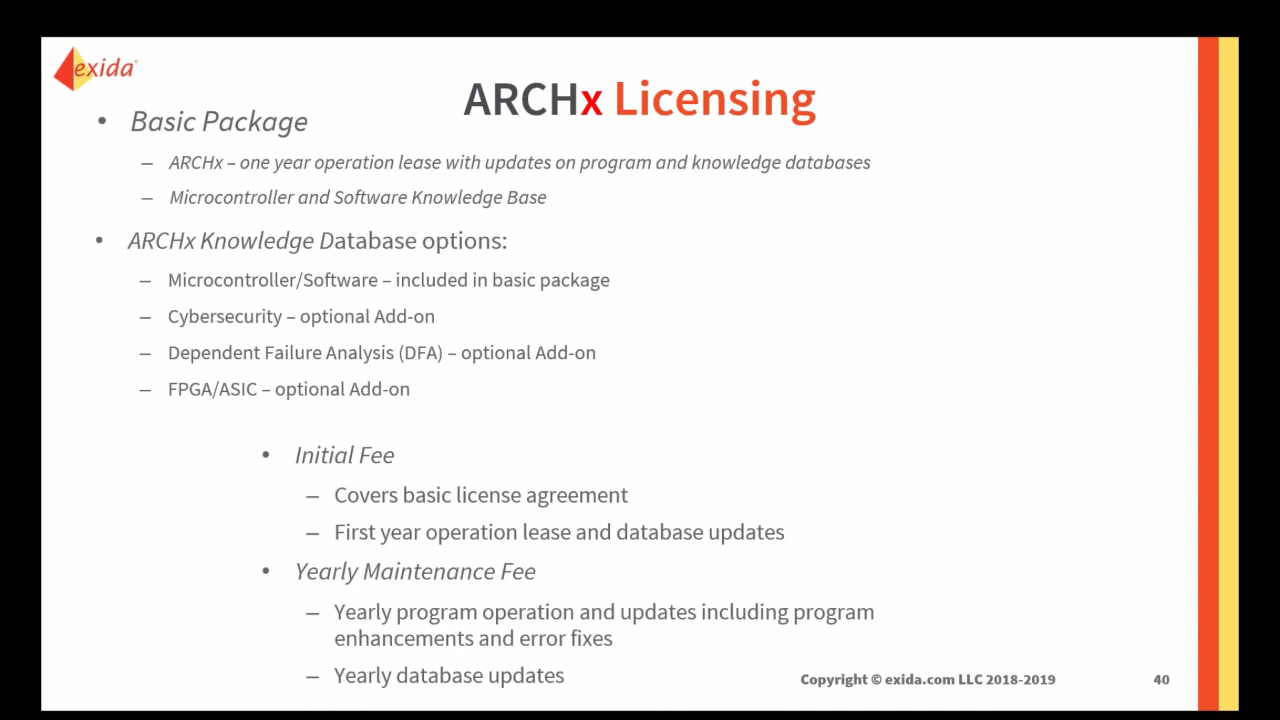 exida
ARCHx Licensing
• Basic Package
– ARCHx – one year operation lease with updates on program and knowledge databases
– Microcontroller and Software Knowledge Base
• ARCHx Knowledge Database options:
– Microcontroller/Software – included in basic package
– Cybersecurity – optional Add-on
– Dependent Failure Analysis (DFA) – optional Add-on
– FPGA/ASIC – optional Add-on
• Initial Fee
– Covers basic license agreement
– First year operation lease and database updates
• Yearly Maintenance Fee
– Yearly program operation and updates including program
enhancements and error fixes
– Yearly database updates
Copyright © exida.com LLC 2018-2019
40